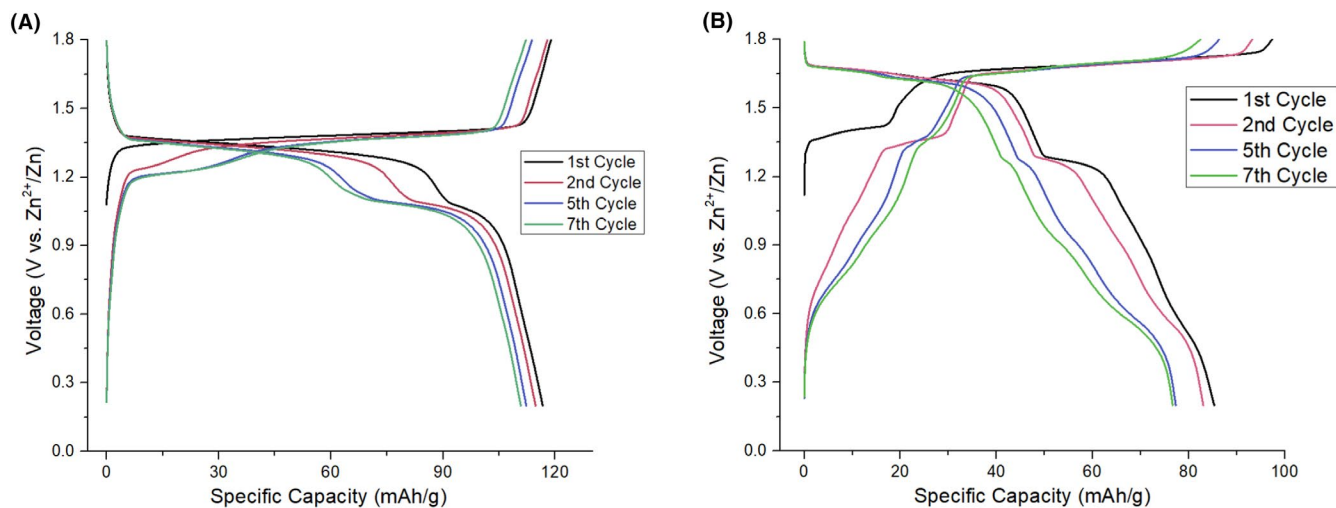 (A)
1.8
1.5
1.2
0.9
0.6
0.3
0.0
Voltage (V vs. Zn²⁺/Zn)
0
30
60
90
120
Specific Capacity (mAh/g)
1st Cycle
2nd Cycle
5th Cycle
7th Cycle
(B)
1.8
1.5
1.2
0.9
0.6
0.3
0.0
Voltage (V vs. Zn²⁺/Zn)
0
20
40
60
80
100
Specific Capacity (mAh/g)
1st Cycle
2nd Cycle
5th Cycle
7th Cycle